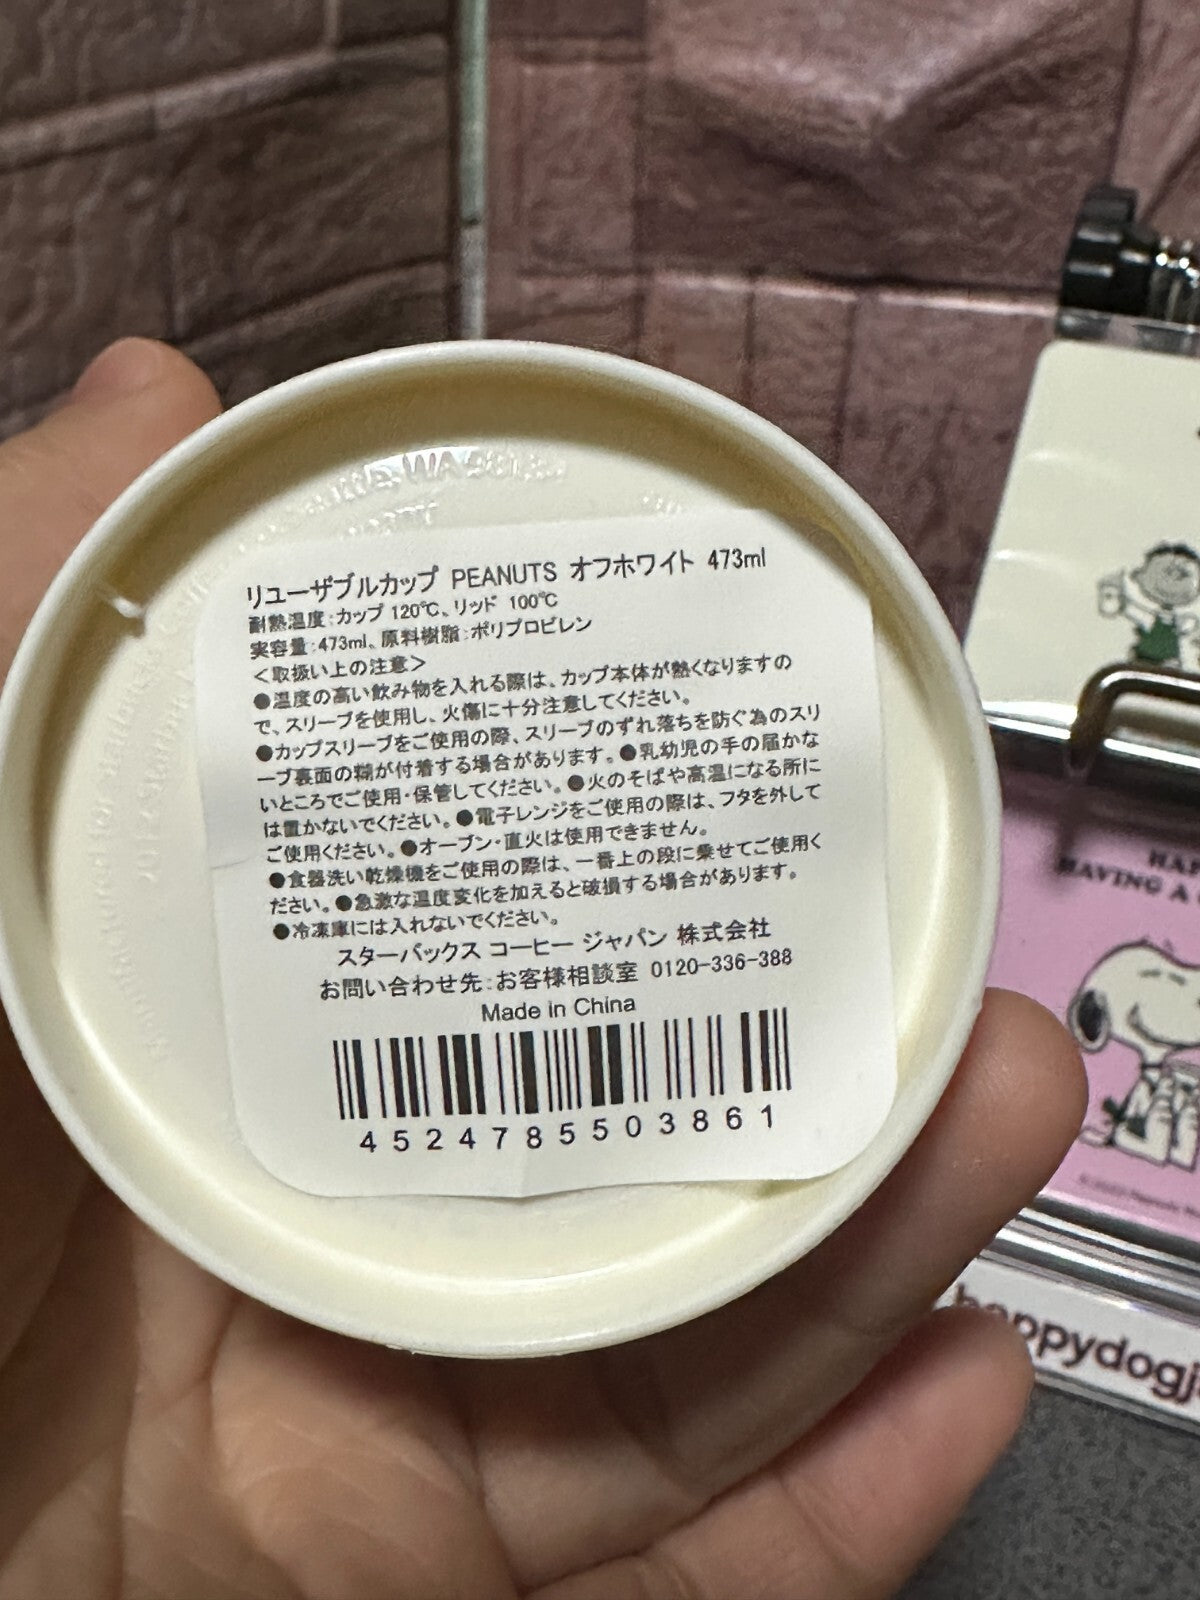 リユーザブルカップ PEANUTS オフホワイト 473ml
耐熱温度:カップ 120℃、リッド 100℃
実容量:473ml、原料樹脂:ポリプロピレン
＜取扱い上の注意＞
●温度の高い飲み物を入れる際は、カップ本体が熱くなりますの
で、スリーブを使用し、火傷に十分注意してください。
●カップスリーブをご使用の際、スリーブのずれ落ちを防ぐ為のスリ
ーブ裏面の糊が付着する場合があります。●乳幼児の手の届かな
いところでご使用・保管してください。●火のそばや高温になる所に
は置かないでください。●電子レンジをご使用の際は、フタを外して
ご使用ください。●オーブン・直火は使用できません。
●食器洗い乾燥機をご使用の際は、一番上の段に乗せてご使用く
ださい。●急激な温度変化を加えると破損する場合があります。
●冷凍庫には入れないでください。
スターバックス コーヒー ジャパン 株式会社
お問い合わせ先:お客様相談室 0120-336-388
Made in China
4524785503861
HAVING A